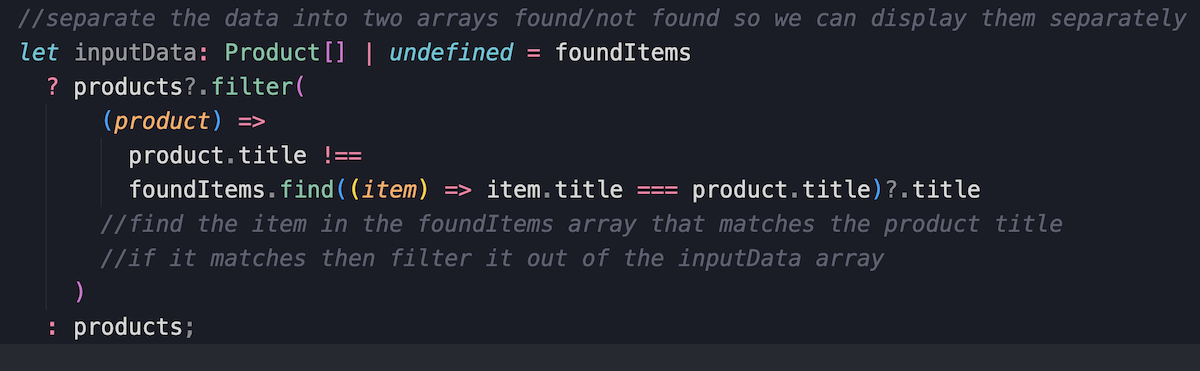 //separate the data into two arrays found/not found so we can display them separately
let inputData: Product[] | undefined = foundItems
? products?.filter(
(product) =>
product.title !==
foundItems.find((item) => item.title === product.title)?.title
//find the item in the foundItems array that matches the product title
//if it matches then filter it out of the inputData array
)
: products;